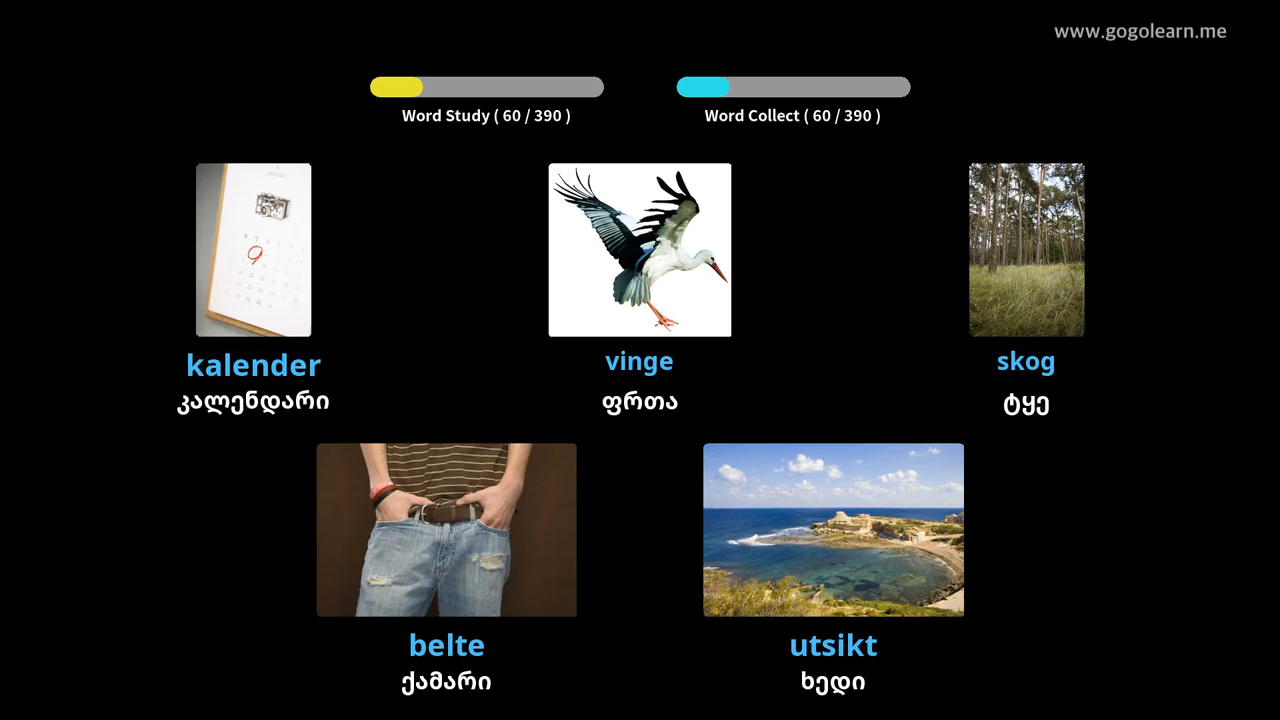 www.gogolearn.me
Word Study ( 60 / 390 )
Word Collect ( 60 / 390 )
kalender
კალენდარი
vinge
ფრთა
skog
ტყე
belte
ქამარი
utsikt
ხედი